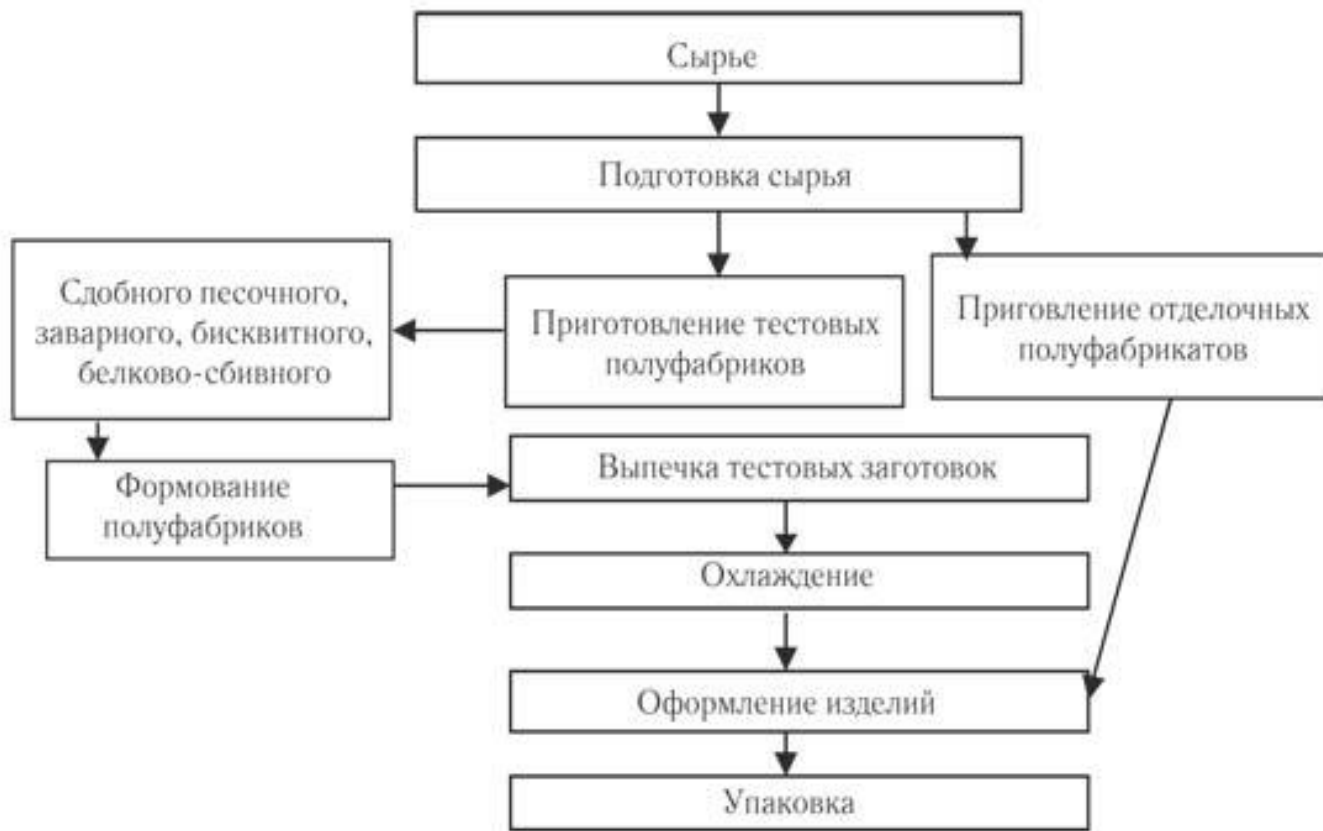 Сырье
Подготовка сырья
Сдобного песочного,
заварного, бисквитного,
белково-сбивного
Приготовление тестовых
полуфабриков
Приговление отделочных
полуфабрикатов
Формование
полуфабриков
Выпечка тестовых заготовок
Охлаждение
Оформление изделий
Упаковка